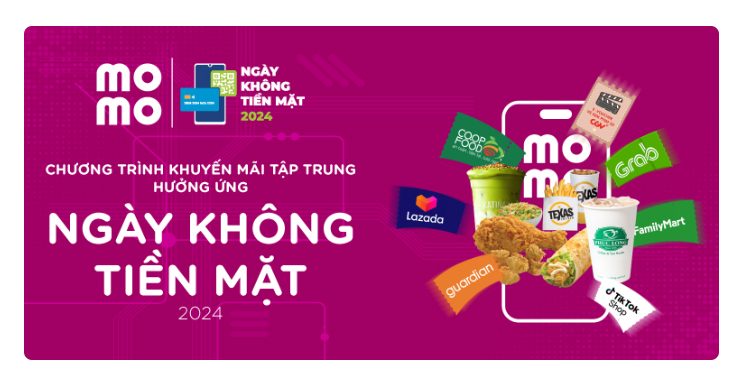 mo
mo
NGÀY
KHÔNG
TIỀN MẶT
2024
CHƯƠNG TRÌNH KHUYẾN MÃI TẬP TRUNG
HƯỞNG ỨNG
NGÀY KHÔNG
TIỀN MẶT
2024
CGV
COOP
FOOD
mo
m
Grab
Lazada
TEXAS
TEXAS
PHUC LONG
FamilyMart
guardian
TikTok
Shop